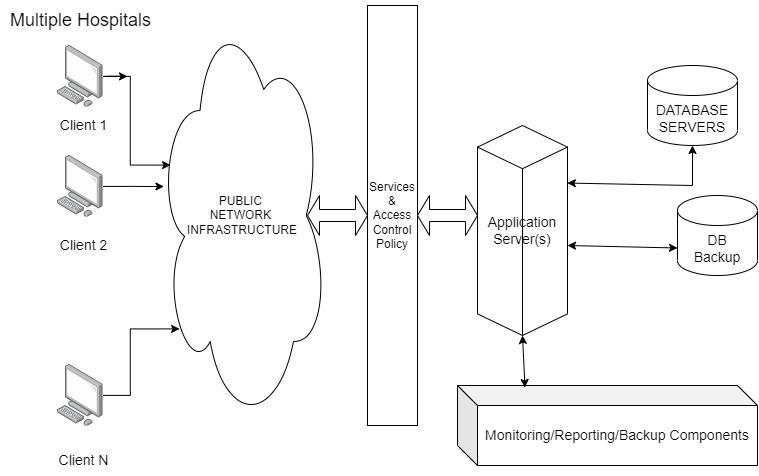 Multiple Hospitals
Client 1
Client 2
Client N
PUBLIC
NETWORK
INFRASTRUCTURE
Services
&
Access
Control
Policy
Application
Server(s)
DATABASE
SERVERS
DB
Backup
Monitoring/Reporting/Backup Components